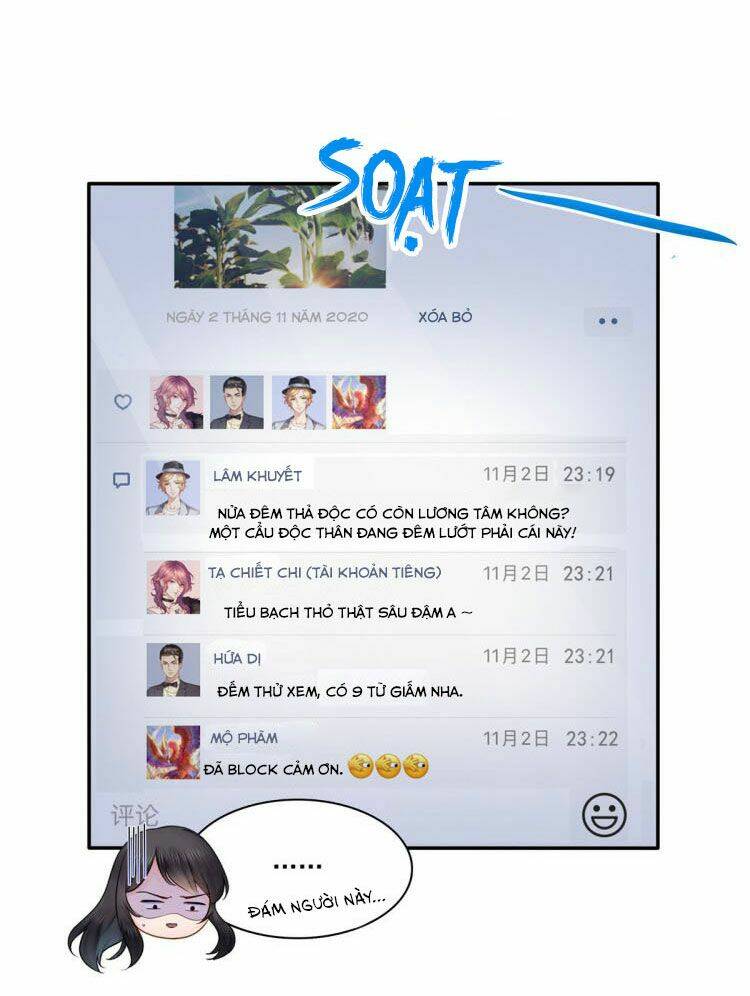 SOẠT
NGÀY 2 THÁNG 11 NĂM 2020 XÓA BỎ
LÂM KHUYẾT 11月2日 23:19
NỬA ĐÊM THẢ ĐỘC CÓ CÒN LƯƠNG TÂM KHÔNG?
MỘT CẨU ĐỘC THÂN ĐANG ĐÊM LƯỚT PHẢI CÁI NÀY!
TẠ CHIẾT CHI (TÀI KHOẢN TIÊNG) 11月2日 23:21
TIỂU BẠCH THỎ THẬT SÂU ĐẬM A ~
HỨA DỊ 11月2日 23:21
ĐẾM THỬ XEM, CÓ 9 TỪ GIẤM NHA.
MỘ PHÀM 11月2日 23:22
ĐÃ BLOCK CẢM ƠN.
评论
......
ĐÁM NGƯỜI NÀY...